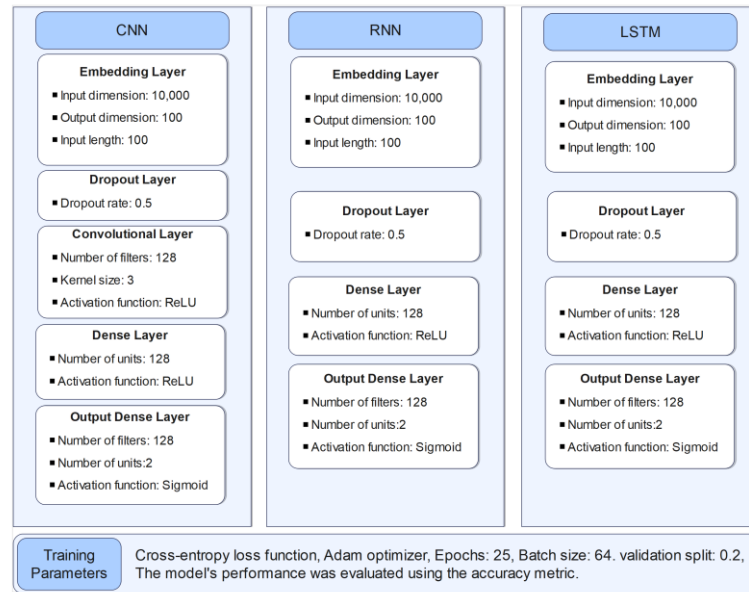 CNN
Embedding Layer
▪ Input dimension: 10,000
▪ Output dimension: 100
▪ Input length: 100
Dropout Layer
▪ Dropout rate: 0.5
Convolutional Layer
▪ Number of filters: 128
▪ Kernel size: 3
▪ Activation function: ReLU
Dense Layer
▪ Number of units: 128
▪ Activation function: ReLU
Output Dense Layer
▪ Number of filters: 128
▪ Number of units:2
▪ Activation function: Sigmoid
RNN
Embedding Layer
▪ Input dimension: 10,000
▪ Output dimension: 100
▪ Input length: 100
Dropout Layer
▪ Dropout rate: 0.5
Dense Layer
▪ Number of units: 128
▪ Activation function: ReLU
Output Dense Layer
▪ Number of filters: 128
▪ Number of units:2
▪ Activation function: Sigmoid
LSTM
Embedding Layer
▪ Input dimension: 10,000
▪ Output dimension: 100
▪ Input length: 100
Dropout Layer
▪ Dropout rate: 0.5
Dense Layer
▪ Number of units: 128
▪ Activation function: ReLU
Output Dense Layer
▪ Number of filters: 128
▪ Number of units:2
▪ Activation function: Sigmoid
Training
Parameters
Cross-entropy loss function, Adam optimizer, Epochs: 25, Batch size: 64. validation split: 0.2,
The model's performance was evaluated using the accuracy metric.